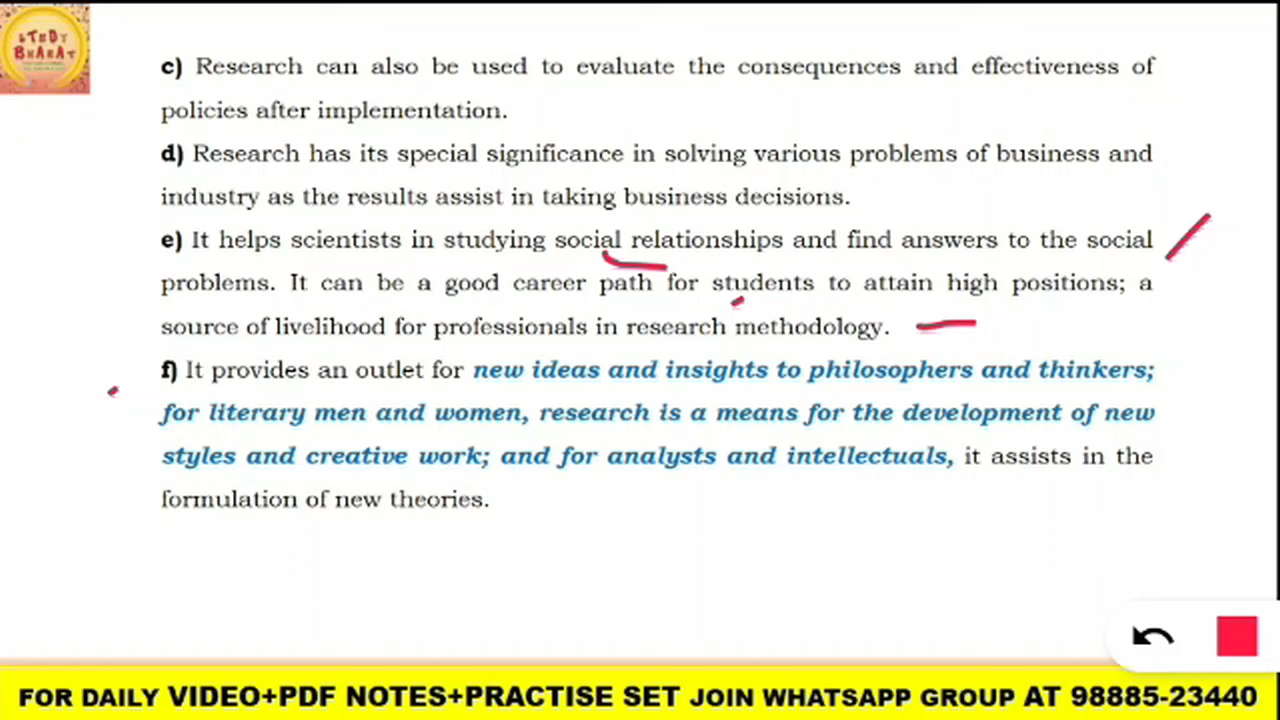 STUDY
BHARAT
c) Research can also be used to evaluate the consequences and effectiveness of
policies after implementation.
d) Research has its special significance in solving various problems of business and
industry as the results assist in taking business decisions.
e) It helps scientists in studying social relationships and find answers to the social
problems. It can be a good career path for students to attain high positions; a
source of livelihood for professionals in research methodology.
f) It provides an outlet for new ideas and insights to philosophers and thinkers;
for literary men and women, research is a means for the development of new
styles and creative work; and for analysts and intellectuals, it assists in the
formulation of new theories.
FOR DAILY VIDEO+PDF NOTES+PRACTISE SET JOIN WHATSAPP GROUP AT 98885-23440